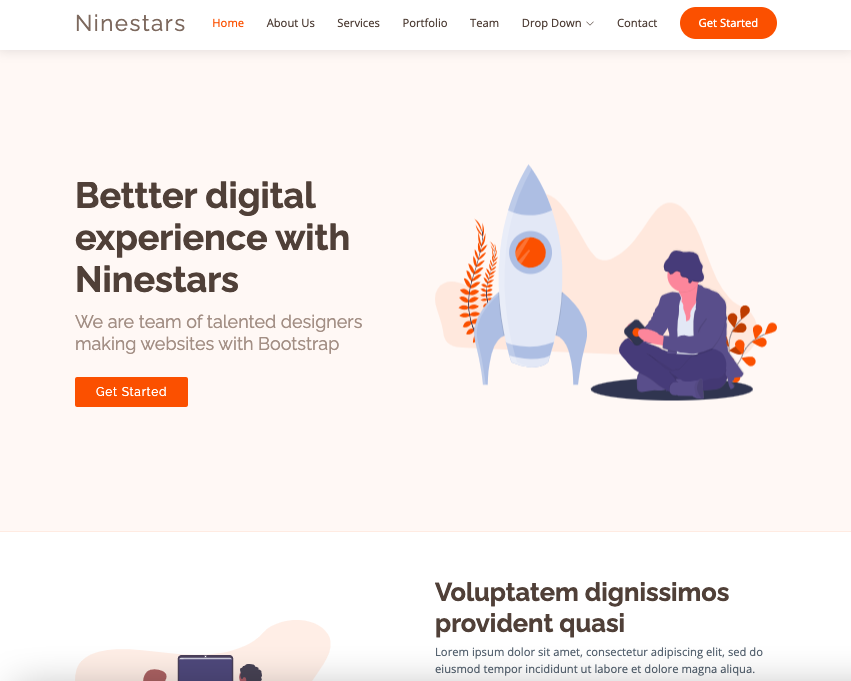 Ninestars
Home
About Us
Services
Portfolio
Team
Drop Down
Contact
Get Started
Bettter digital
experience with
Ninestars
We are team of talented designers
making websites with Bootstrap
Get Started
Voluptatem dignissimos
provident quasi
Lorem ipsum dolor sit amet, consectetur adipiscing elit, sed do
eiusmod tempor incididunt ut labore et dolore magna aliqua.